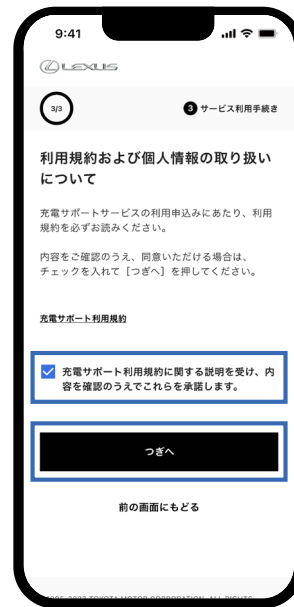 9:41
LEXUS
3/3
3 サービス利用手続き
利用規約および個人情報の取り扱い
について
充電サポートサービスの利用申込みにあたり、利用
規約を必ずお読みください。
内容をご確認のうえ、同意いただける場合は、
チェックを入れて［つぎへ］を押してください。
充電サポート利用規約
充電サポート利用規約に関する説明を受け、内
容を確認のうえでこれらを承諾します。
つぎへ
前の画面にもどる
TOYOTA MOTOR CORPORATION. ALL RIGHTS